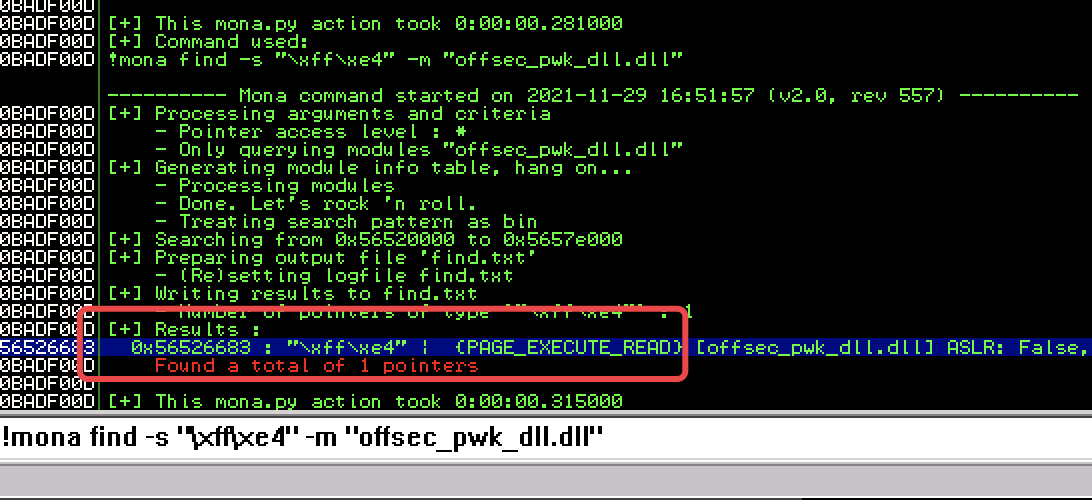 0BADF00D
0BADF00D [+] This mona.py action took 0:00:00.281000
0BADF00D [+] Command used:
0BADF00D !mona find -s "\xff\xe4" -m "offsec_pwk_dll.dll"
---------- Mona command started on 2021-11-29 16:51:57 (v2.0, rev 557) ----------
0BADF00D [+] Processing arguments and criteria
0BADF00D - Pointer access level : *
0BADF00D - Only querying modules "offsec_pwk_dll.dll"
0BADF00D [+] Generating module info table, hang on...
0BADF00D - Processing modules
0BADF00D - Done. Let's rock 'n roll.
0BADF00D - Treating search pattern as bin
0BADF00D [+] Searching from 0x56520000 to 0x5657e000
0BADF00D [+] Preparing output file 'find.txt'
0BADF00D - (Re)setting logfile find.txt
0BADF00D [+] Writing results to find.txt
0BADF00D - Number of pointers of type '"\xff\xe4"' : 1
0BADF00D [+] Results :
56526683 0x56526683 : "\xff\xe4" | {PAGE_EXECUTE_READ} [offsec_pwk_dll.dll] ASLR: False,
0BADF00D Found a total of 1 pointers
0BADF00D
0BADF00D [+] This mona.py action took 0:00:00.315000
!mona find -s "\xff\xe4" -m "offsec_pwk_dll.dll"